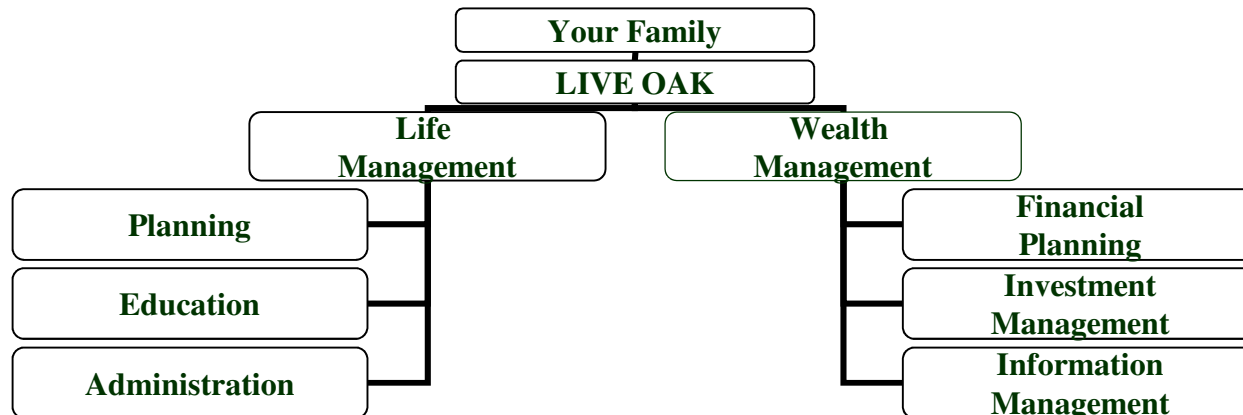 Your Family
LIVE OAK
Life
Management
Wealth
Management
Planning
Education
Administration
Financial
Planning
Investment
Management
Information
Management